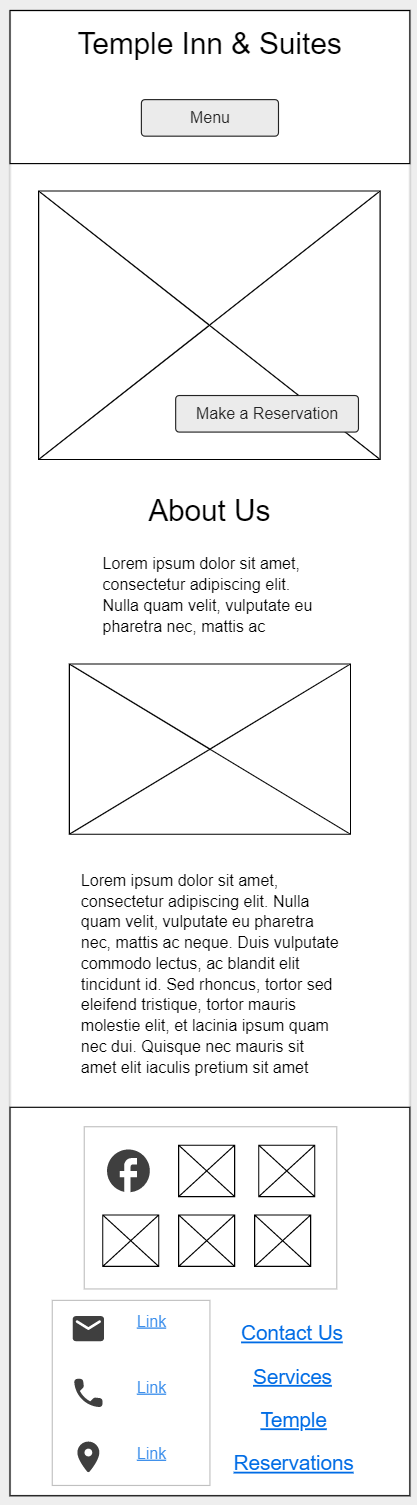 Temple Inn & Suites
Menu
Make a Reservation
About Us
Lorem ipsum dolor sit amet,
consectetur adipiscing elit.
Nulla quam velit, vulputate eu
pharetra nec, mattis ac
Lorem ipsum dolor sit amet,
consectetur adipiscing elit. Nulla
quam velit, vulputate eu pharetra
nec, mattis ac neque. Duis vulputate
commodo lectus, ac blandit elit
tincidunt id. Sed rhoncus, tortor sed
eleifend tristique, tortor mauris
molestie elit, et lacinia ipsum quam
nec dui. Quisque nec mauris sit
amet elit iaculis pretium sit amet
Link
Link
Link
Contact Us
Services
Temple
Reservations